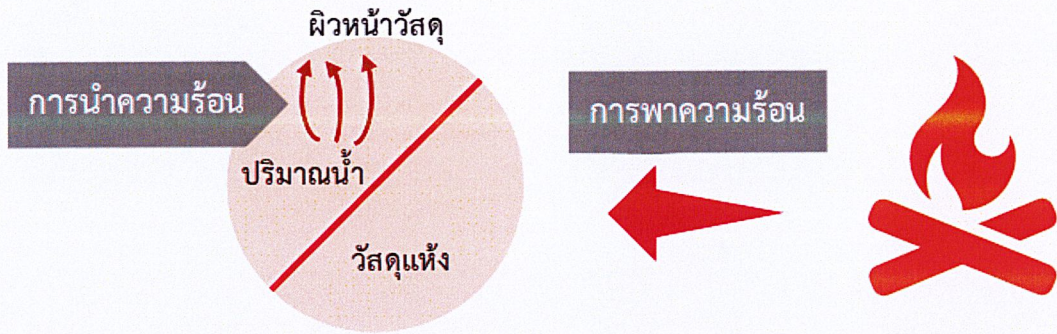 ผิวหน้าวัสดุ
การนำความร้อน
การพาความร้อน
ปริมาณน้ำ
วัสดุแห้ง